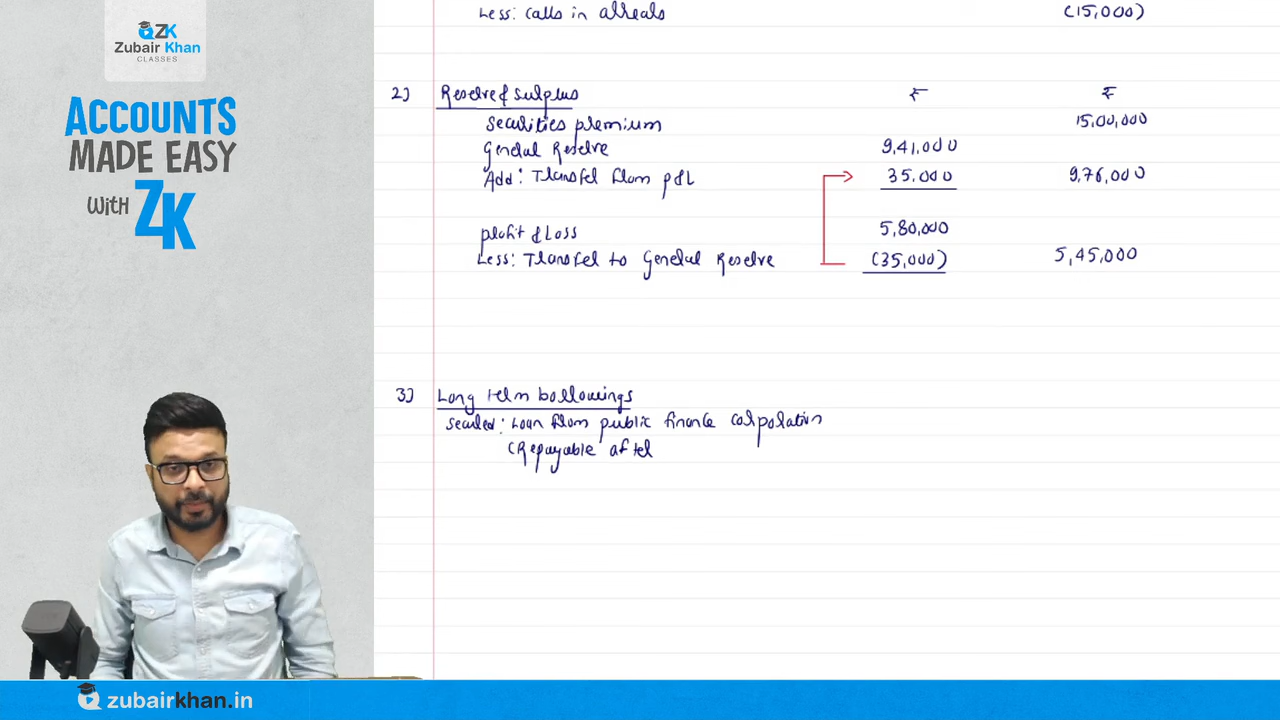 ZK
Zubair Khan
CLASSES
ACCOUNTS
MADE EASY
WITH ZK
Less: Calls in arrears (15,000)
2) Reserve & Surplus ₹ ₹
Securities premium 15,00,000
General Reserve 9,41,000
Add: Transfer from P&L 35,000 9,76,000
Profit & Loss 5,80,000
Less: Transfer to General Reserve (35,000) 5,45,000
3) Long term borrowings
Secured: Loan from public finance corporation
(Repayable after
zubairkhan.in